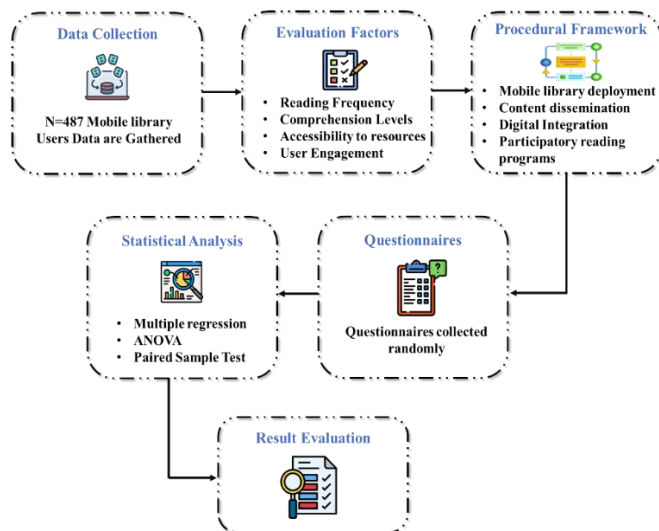 Data Collection
N=487 Mobile library
Users Data are Gathered
Evaluation Factors
• Reading Frequency
• Comprehension Levels
• Accessibility to resources
• User Engagement
Procedural Framework
• Mobile library deployment
• Content dissemination
• Digital Integration
• Participatory reading
programs
Questionnaires
?
Questionnaires collected
randomly
Statistical Analysis
• Multiple regression
• ANOVA
• Paired Sample Test
Result Evaluation